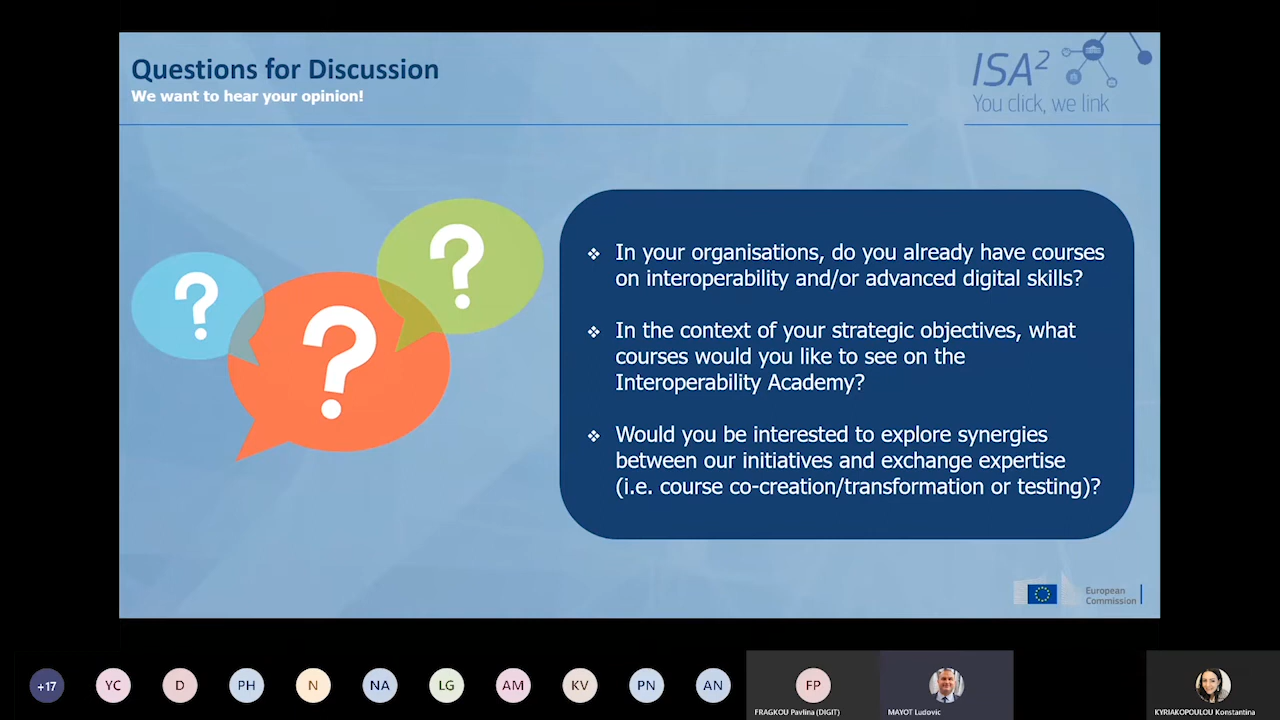 Questions for Discussion
We want to hear your opinion!
ISA²
You click, we link
? ? ?
In your organisations, do you already have courses
on interoperability and/or advanced digital skills?
In the context of your strategic objectives, what
courses would you like to see on the
Interoperability Academy?
Would you be interested to explore synergies
between our initiatives and exchange expertise
(i.e. course co-creation/transformation or testing)?
European
Commission
+17 YC D PH N NA LG AM KV PN AN FP
FRAGKOU Pavlina (DIGIT) MAYOT Ludovic KYRIAKOPOULOU Konstantina